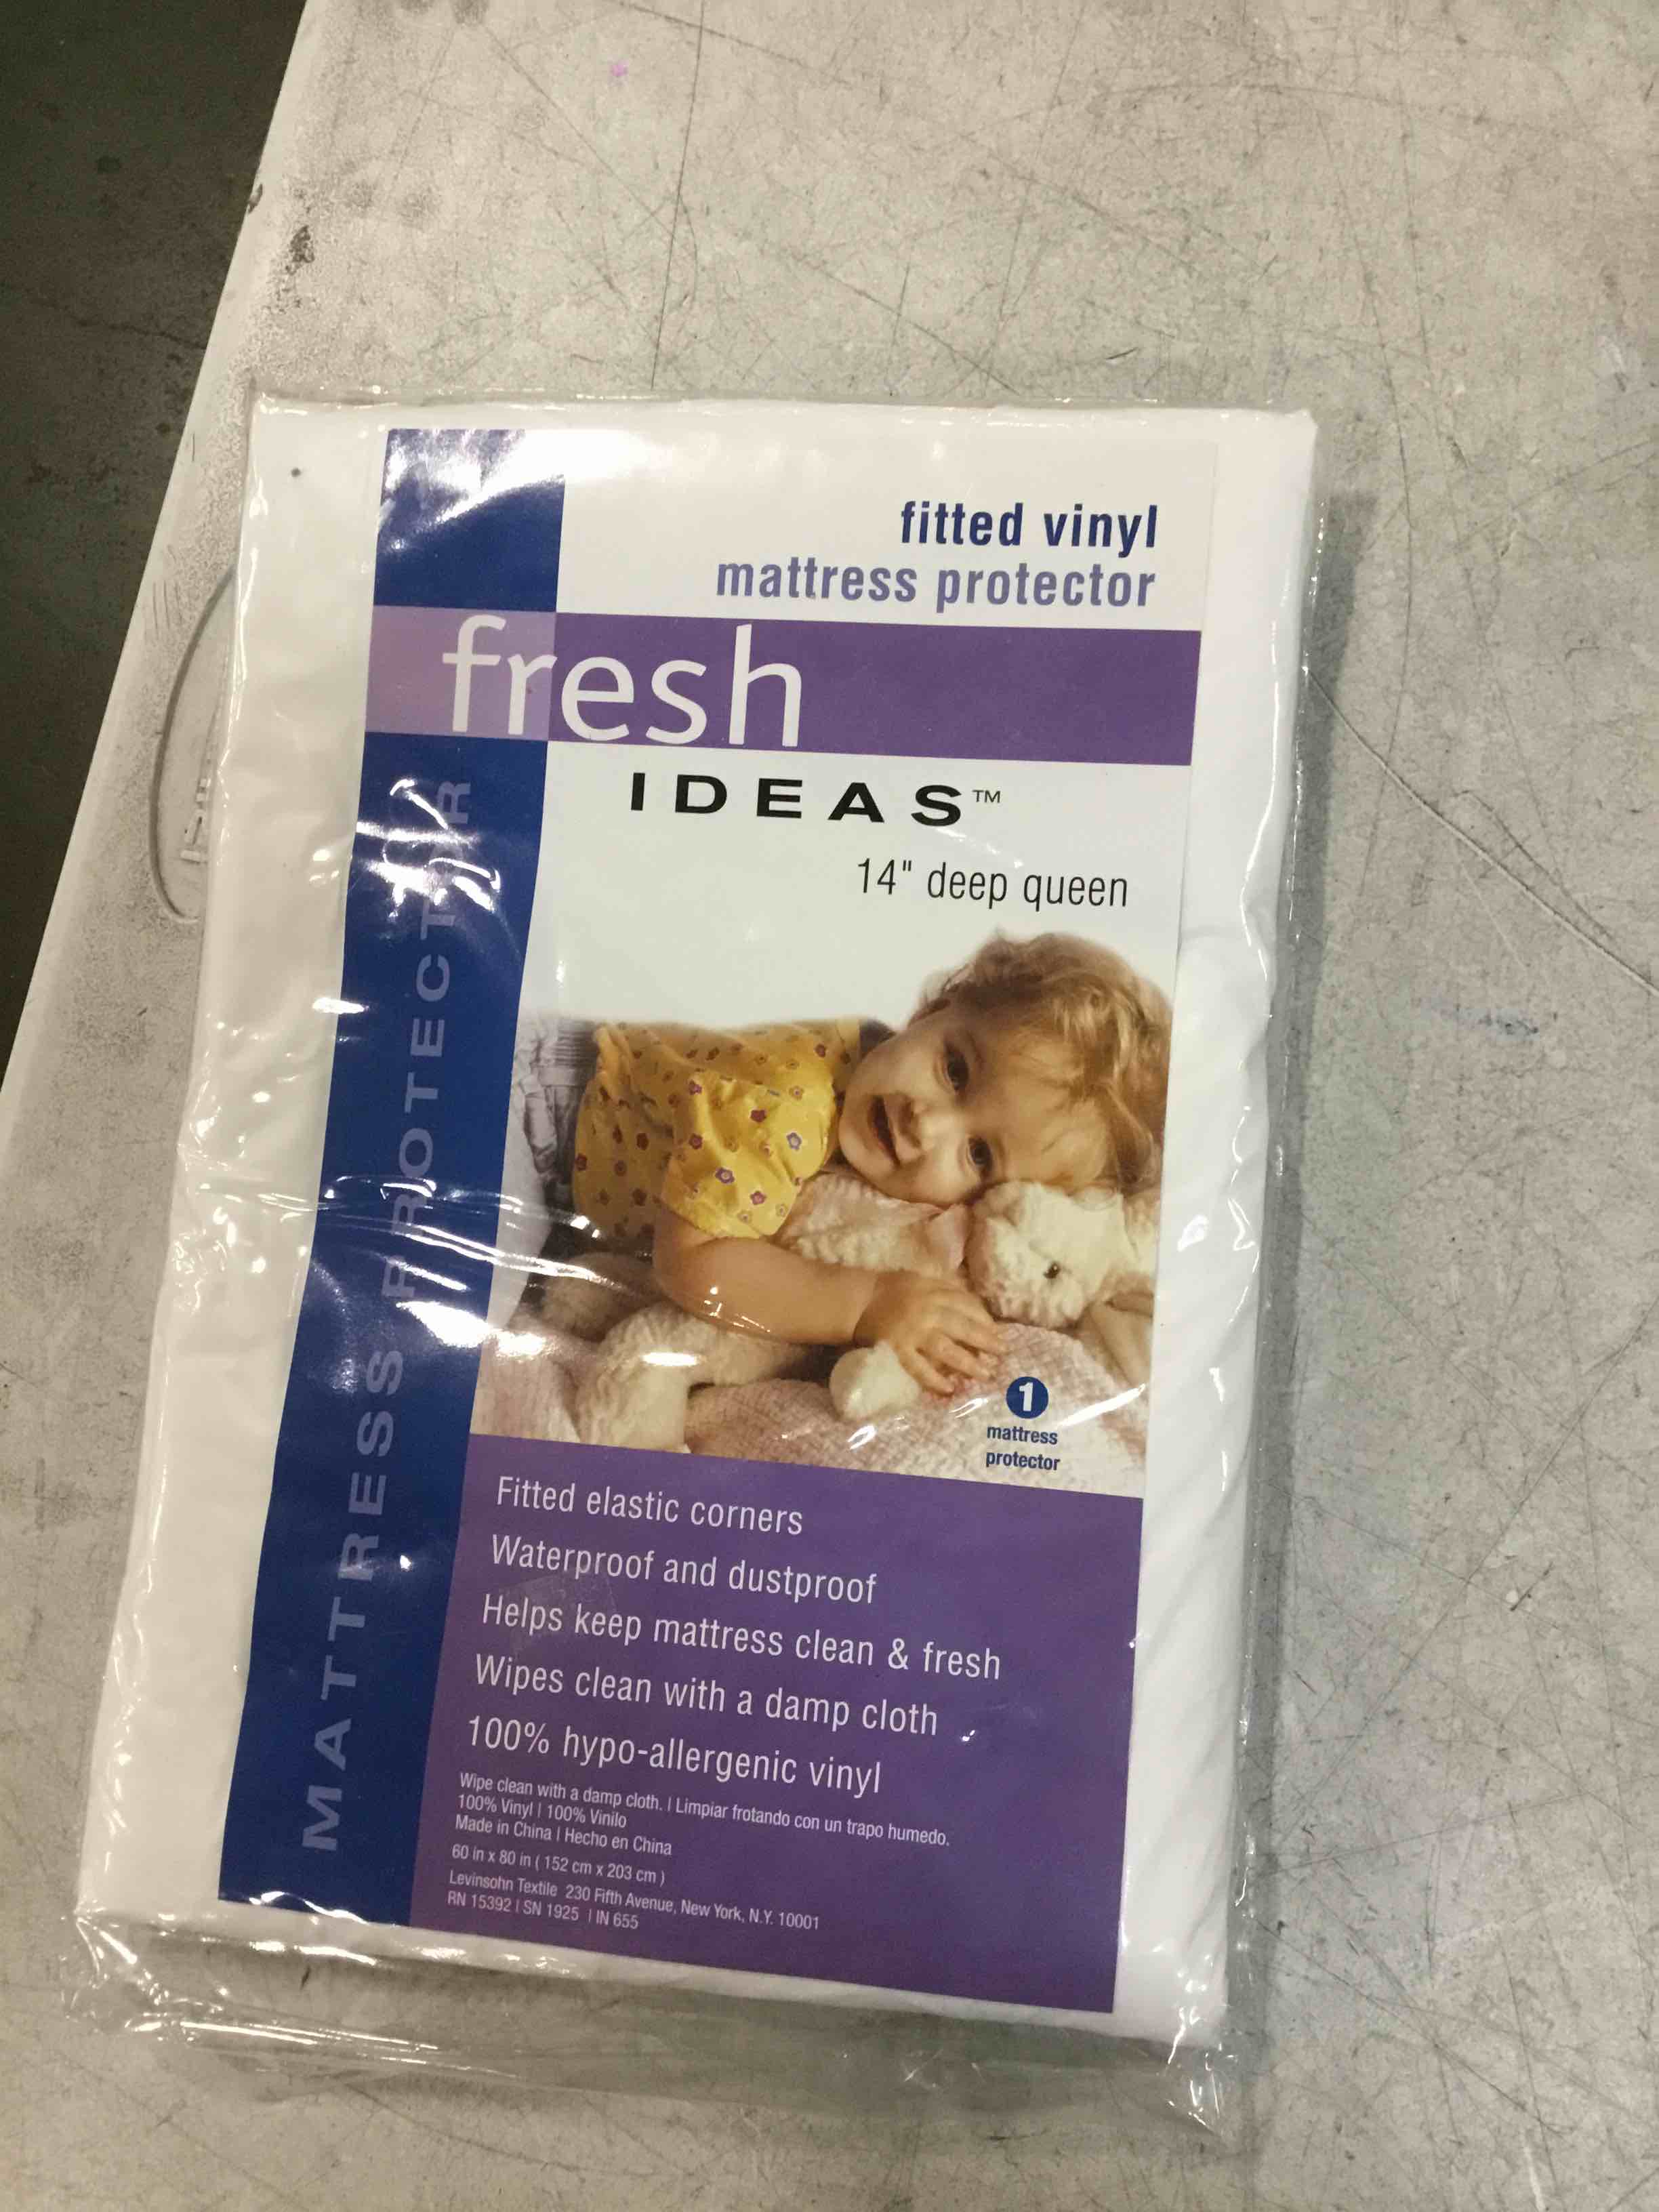 fitted vinyl
mattress protector
fresh
IDEAS™
14" deep queen
MATTRESS PROTECTOR
1
mattress
protector
Fitted elastic corners
Waterproof and dustproof
Helps keep mattress clean & fresh
Wipes clean with a damp cloth
100% hypo-allergenic vinyl
Wipe clean with a damp cloth. | Limpiar frotando con un trapo humedo.
100% Vinyl | 100% Vinilo
Made in China | Hecho en China
60 in x 80 in ( 152 cm x 203 cm )
Levinsohn Textile 230 Fifth Avenue, New York, N.Y. 10001
RN 15392 | SN 1925 | IN 655